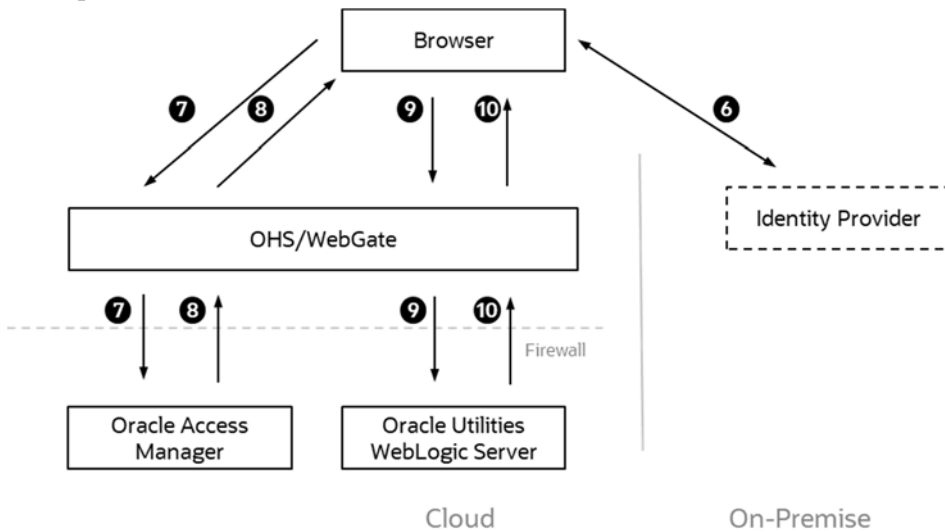 Browser
7
8
9
10
6
OHS/WebGate
Identity Provider
7
8
9
10
Firewall
Oracle Access
Manager
Oracle Utilities
WebLogic Server
Cloud
On-Premise